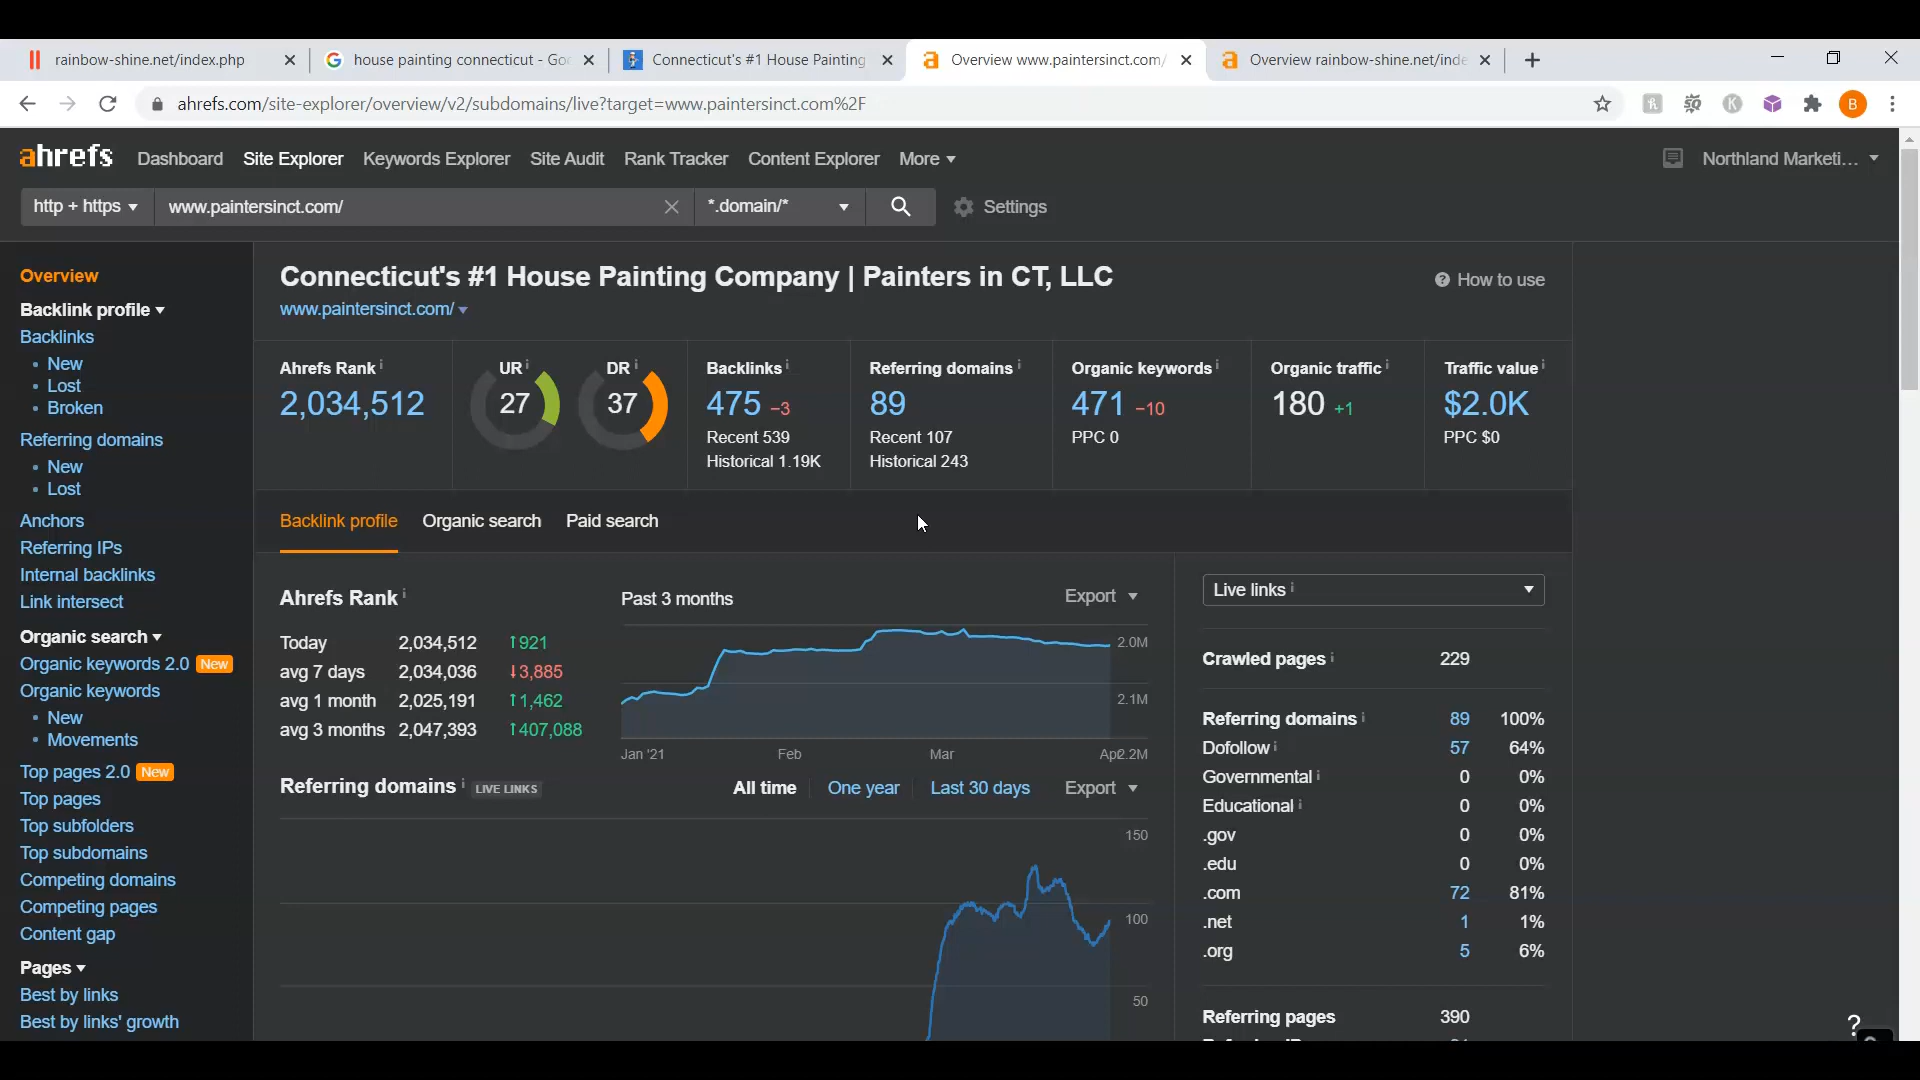 rainbow-shine.net/index.php
house painting connecticut - Goo
Connecticut's #1 House Painting
Overview www.paintersinct.com/
Overview rainbow-shine.net/inde
ahrefs.com/site-explorer/overview/v2/subdomains/live?target=www.paintersinct.com%2F
B
ahrefs Dashboard Site Explorer Keywords Explorer Site Audit Rank Tracker Content Explorer More
Northland Marketi...
http + https www.paintersinct.com/ *.domain/* Settings
Overview
Backlink profile
Backlinks
New
Lost
Broken
Referring domains
New
Lost
Anchors
Referring IPs
Internal backlinks
Link intersect
Organic search
Organic keywords 2.0 New
Organic keywords
New
Movements
Top pages 2.0 New
Top pages
Top subfolders
Top subdomains
Competing domains
Competing pages
Content gap
Pages
Best by links
Best by links' growth
Connecticut's #1 House Painting Company | Painters in CT, LLC
? How to use
www.paintersinct.com/
Ahrefs Rank i
2,034,512
UR i
27
DR i
37
Backlinks i
475 -3
Recent 539
Historical 1.19K
Referring domains i
89
Recent 107
Historical 243
Organic keywords i
471 -10
PPC 0
Organic traffic i
180 +1
Traffic value i
$2.0K
PPC $0
Backlink profile Organic search Paid search
Ahrefs Rank i
Today 2,034,512 ↑921
avg 7 days 2,034,036 ↓3,885
avg 1 month 2,025,191 ↑1,462
avg 3 months 2,047,393 ↑407,088
Past 3 months
Export
2.0M
2.1M
Jan '21 Feb Mar Ap2.2M
Referring domains i LIVE LINKS
All time One year Last 30 days Export
150
100
50
Live links i
Crawled pages i 229
Referring domains i 89 100%
Dofollow i 57 64%
Governmental i 0 0%
Educational i 0 0%
.gov 0 0%
.edu 0 0%
.com 72 81%
.net 1 1%
.org 5 6%
Referring pages 390
?